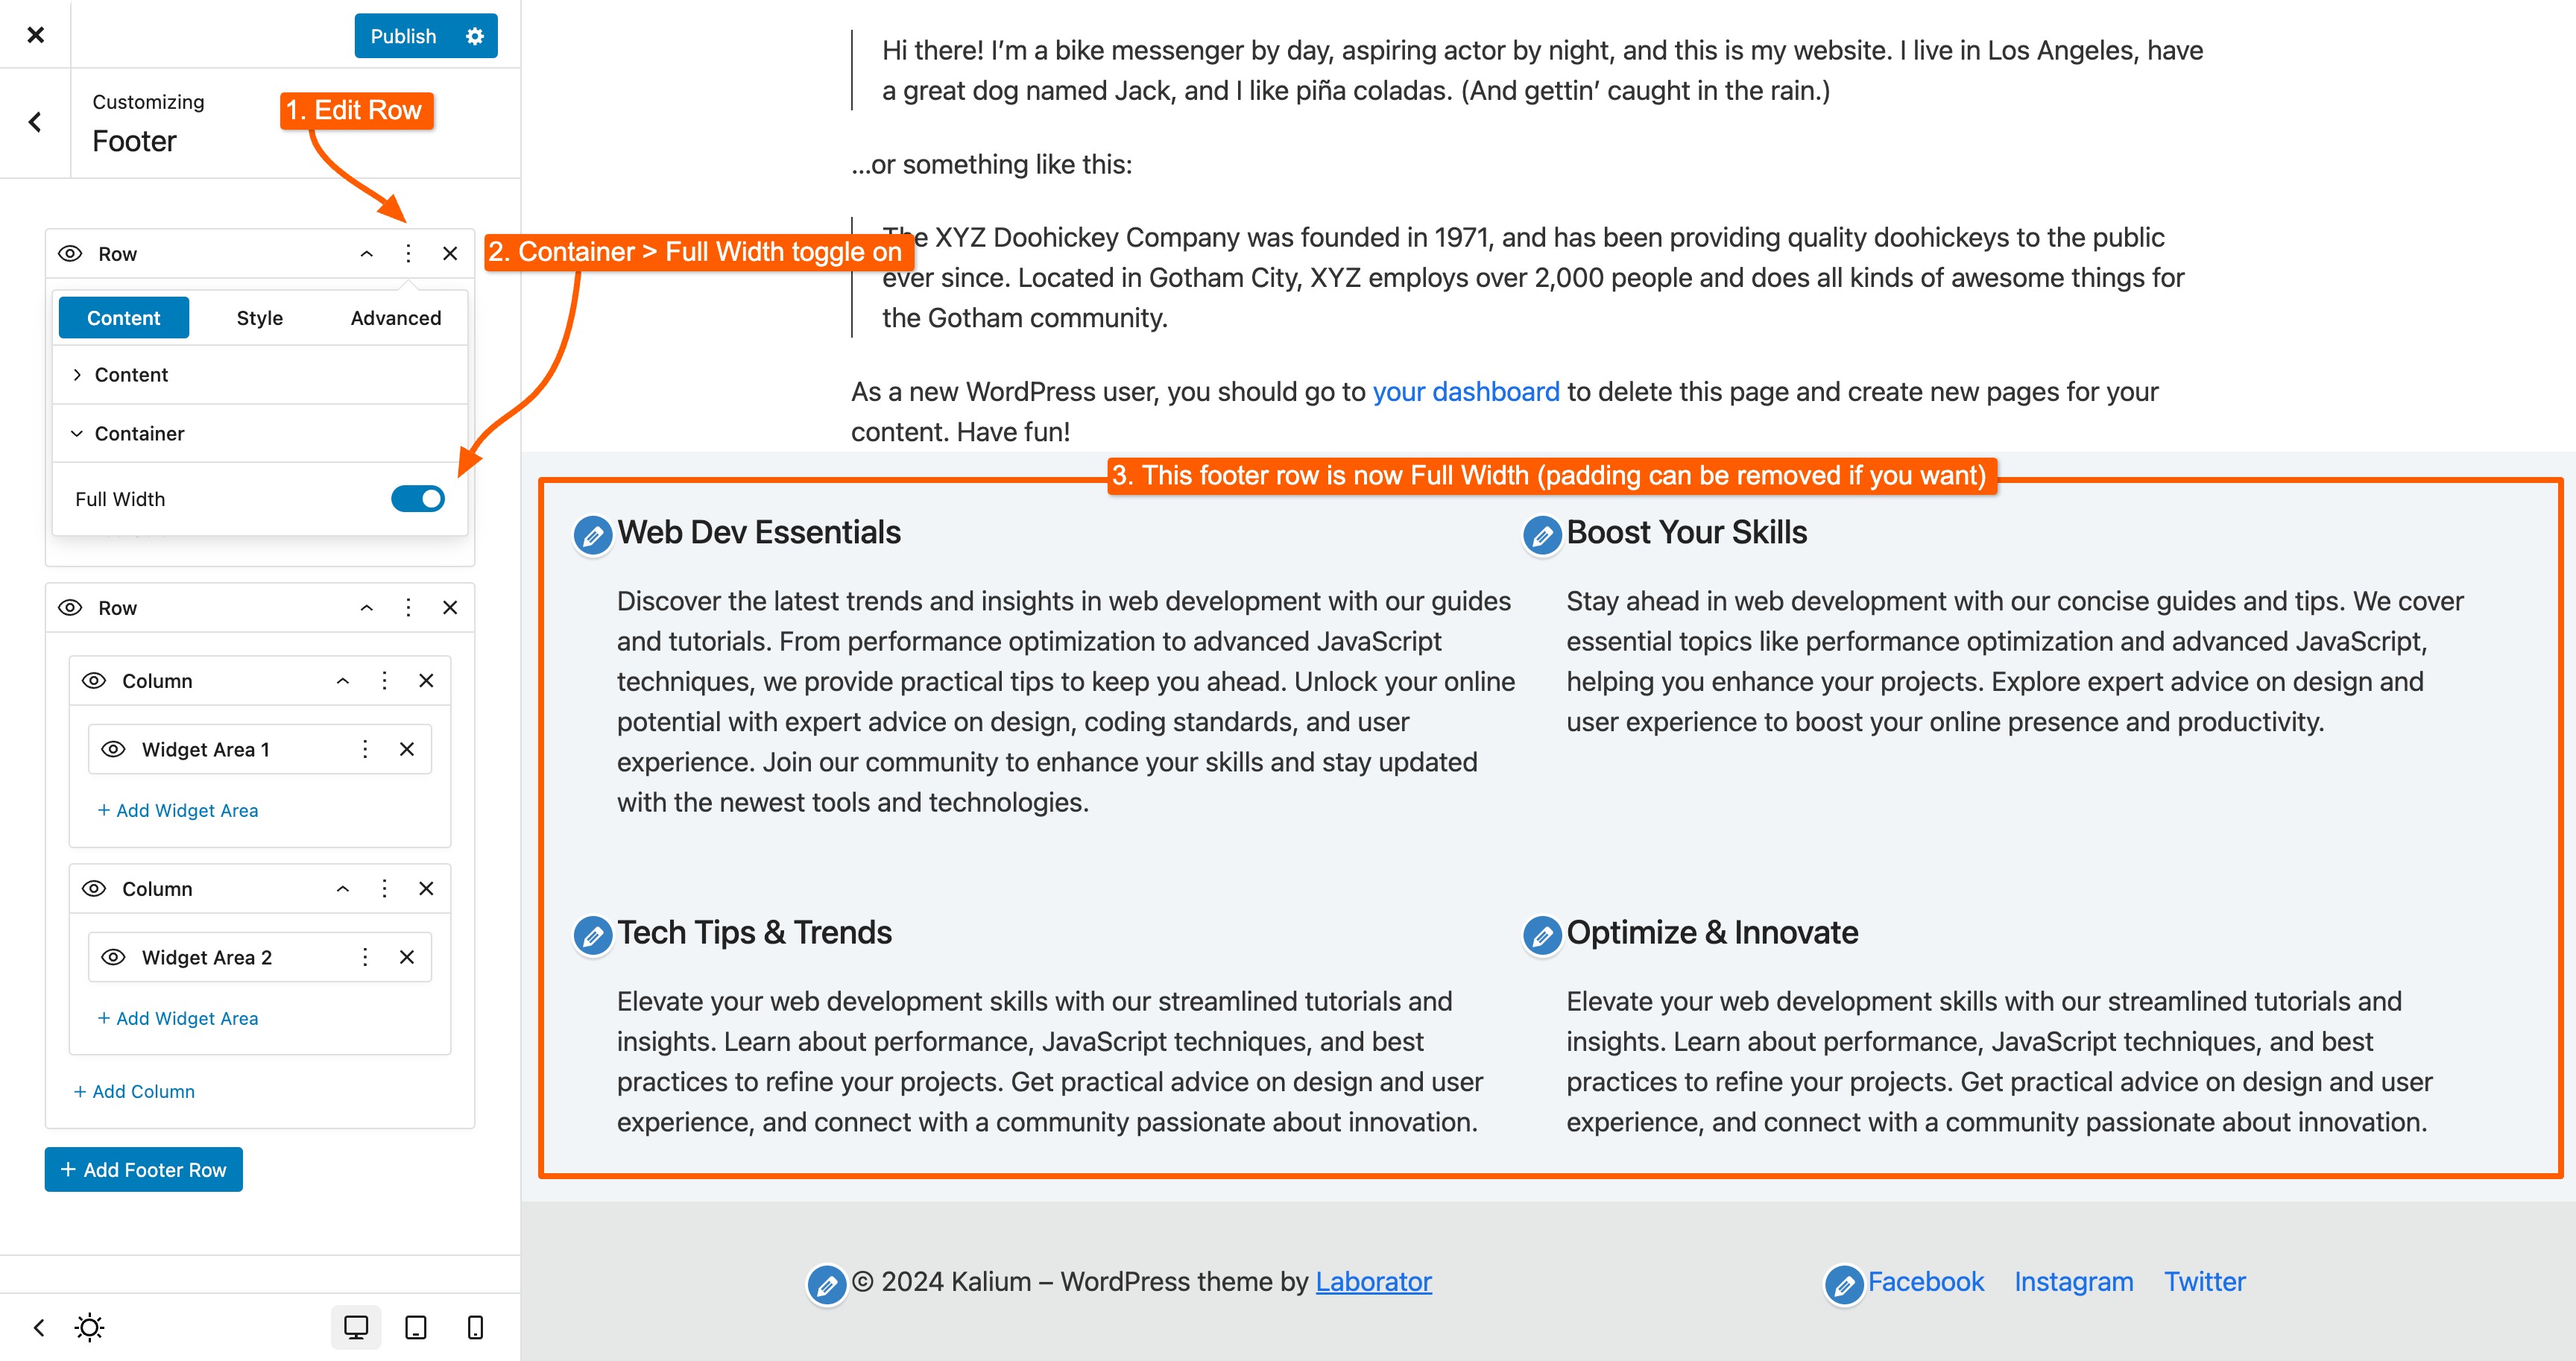 Publish
Customizing
Footer
1. Edit Row
Row
2. Container > Full Width toggle on
Content
Style
Advanced
Content
Container
Full Width
Row
Column
Widget Area 1
+ Add Widget Area
Column
Widget Area 2
+ Add Widget Area
+ Add Column
+ Add Footer Row
Hi there! I’m a bike messenger by day, aspiring actor by night, and this is my website. I live in Los Angeles, have
a great dog named Jack, and I like piña coladas. (And gettin’ caught in the rain.)
...or something like this:
The XYZ Doohickey Company was founded in 1971, and has been providing quality doohickeys to the public
ever since. Located in Gotham City, XYZ employs over 2,000 people and does all kinds of awesome things for
the Gotham community.
As a new WordPress user, you should go to your dashboard to delete this page and create new pages for your
content. Have fun!
3. This footer row is now Full Width (padding can be removed if you want)
Web Dev Essentials
Discover the latest trends and insights in web development with our guides
and tutorials. From performance optimization to advanced JavaScript
techniques, we provide practical tips to keep you ahead. Unlock your online
potential with expert advice on design, coding standards, and user
experience. Join our community to enhance your skills and stay updated
with the newest tools and technologies.
Boost Your Skills
Stay ahead in web development with our concise guides and tips. We cover
essential topics like performance optimization and advanced JavaScript,
helping you enhance your projects. Explore expert advice on design and
user experience to boost your online presence and productivity.
Tech Tips & Trends
Elevate your web development skills with our streamlined tutorials and
insights. Learn about performance, JavaScript techniques, and best
practices to refine your projects. Get practical advice on design and user
experience, and connect with a community passionate about innovation.
Optimize & Innovate
Elevate your web development skills with our streamlined tutorials and
insights. Learn about performance, JavaScript techniques, and best
practices to refine your projects. Get practical advice on design and user
experience, and connect with a community passionate about innovation.
© 2024 Kalium – WordPress theme by Laborator
Facebook Instagram Twitter